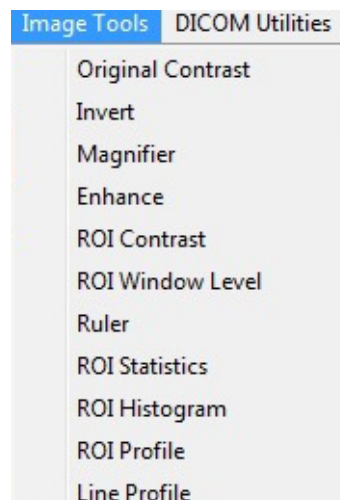 Image Tools DICOM Utilities
Original Contrast
Invert
Magnifier
Enhance
ROI Contrast
ROI Window Level
Ruler
ROI Statistics
ROI Histogram
ROI Profile
Line Profile